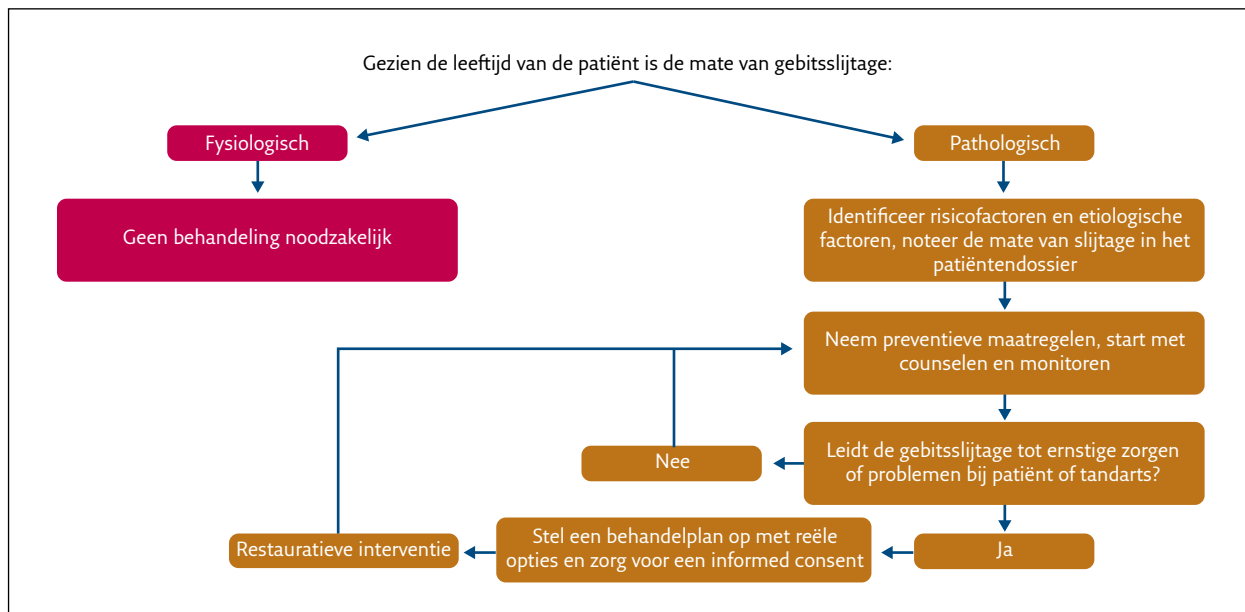 Gezien de leeftijd van de patiënt is de mate van gebitsslijtage:
Fysiologisch
Pathologisch
Geen behandeling noodzakelijk
Identificeer risicofactoren en etiologische
factoren, noteer de mate van slijtage in het
patiëntendossier
Neem preventieve maatregelen, start met
counselen en monitoren
Leidt de gebitsslijtage tot ernstige zorgen
of problemen bij patiënt of tandarts?
Nee
Ja
Stel een behandelplan op met reële
opties en zorg voor een informed consent
Restauratieve interventie